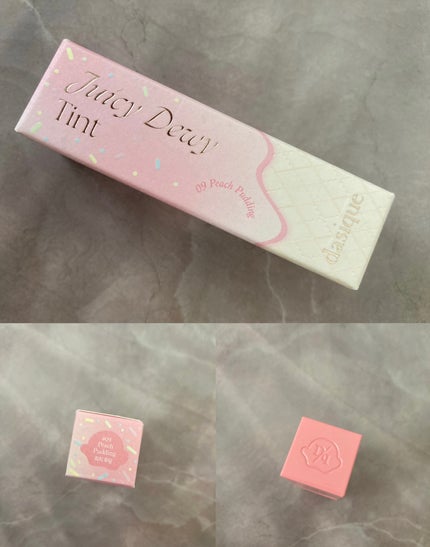 Juicy Dewy
Tint
09 Peach Pudding
dasique
#09
Peach
Pudding